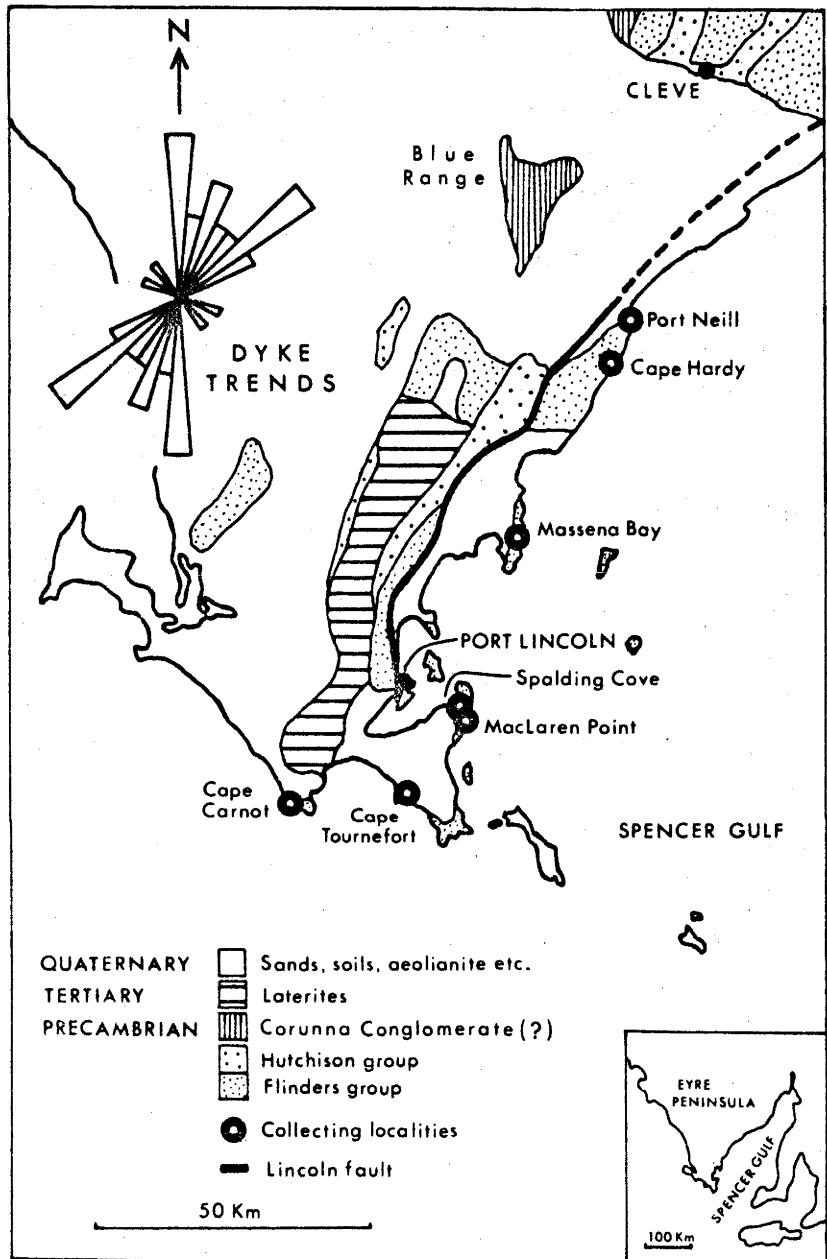 N
CLEVE
Blue
Range
Port Neill
Cape Hardy
DYKE
TRENDS
Massena Bay
PORT LINCOLN
Spalding Cove
MacLaren Point
Cape
Carnot
Cape
Tournefort
SPENCER GULF
QUATERNARY Sands, soils, aeolianite etc.
TERTIARY Laterites
PRECAMBRIAN Corunna Conglomerate (?)
Hutchison group
Flinders group
Collecting localities
Lincoln fault
50 Km
EYRE
PENINSULA
SPENCER GULF
100 Km